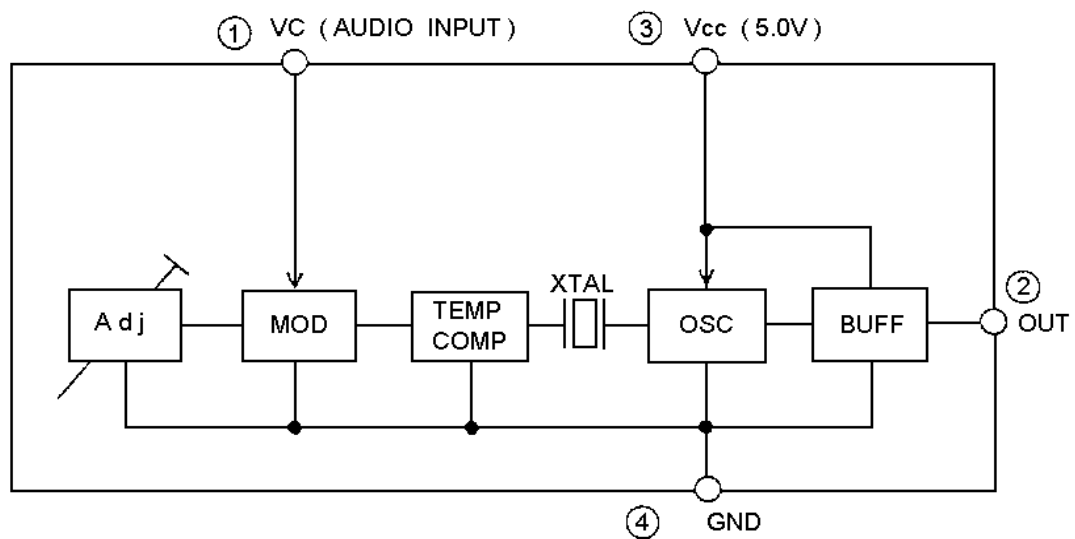 ① VC ( AUDIO INPUT )
③ Vcc ( 5.0V )
Adj
MOD
TEMP
COMP
XTAL
OSC
BUFF
②
OUT
④ GND